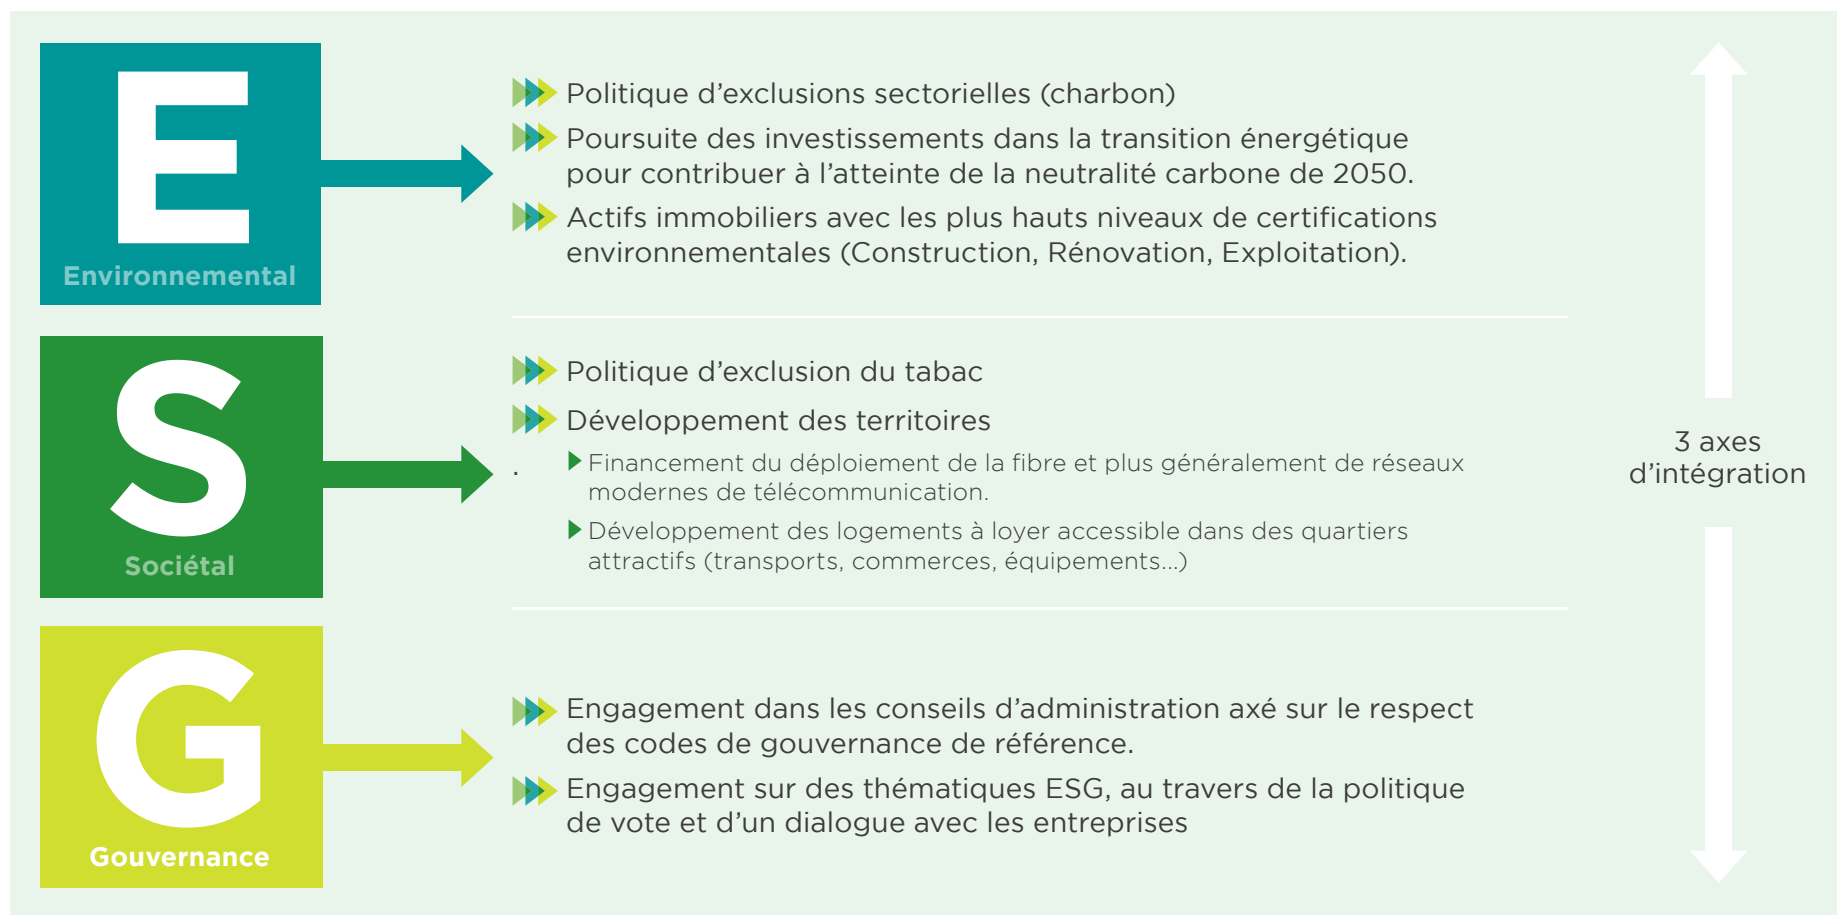 E
Environnemental
Politique d’exclusions sectorielles (charbon)
Poursuite des investissements dans la transition énergétique
pour contribuer à l’atteinte de la neutralité carbone de 2050.
Actifs immobiliers avec les plus hauts niveaux de certifications
environnementales (Construction, Rénovation, Exploitation).
S
Sociétal
Politique d’exclusion du tabac
Développement des territoires
.
Financement du déploiement de la fibre et plus généralement de réseaux
modernes de télécommunication.
Développement des logements à loyer accessible dans des quartiers
attractifs (transports, commerces, équipements...)
G
Gouvernance
Engagement dans les conseils d’administration axé sur le respect
des codes de gouvernance de référence.
Engagement sur des thématiques ESG, au travers de la politique
de vote et d’un dialogue avec les entreprises
3 axes
d’intégration